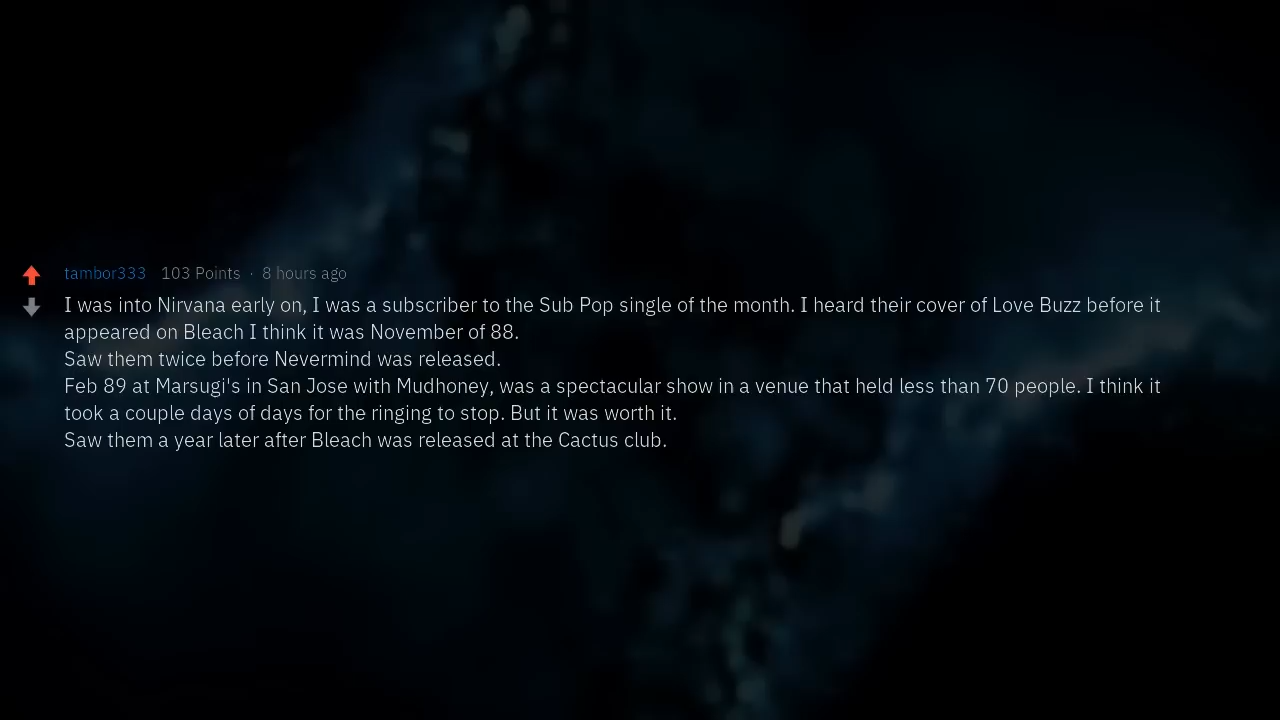 tambor333 103 Points · 8 hours ago
I was into Nirvana early on, I was a subscriber to the Sub Pop single of the month. I heard their cover of Love Buzz before it
appeared on Bleach I think it was November of 88.
Saw them twice before Nevermind was released.
Feb 89 at Marsugi's in San Jose with Mudhoney, was a spectacular show in a venue that held less than 70 people. I think it
took a couple days of days for the ringing to stop. But it was worth it.
Saw them a year later after Bleach was released at the Cactus club.